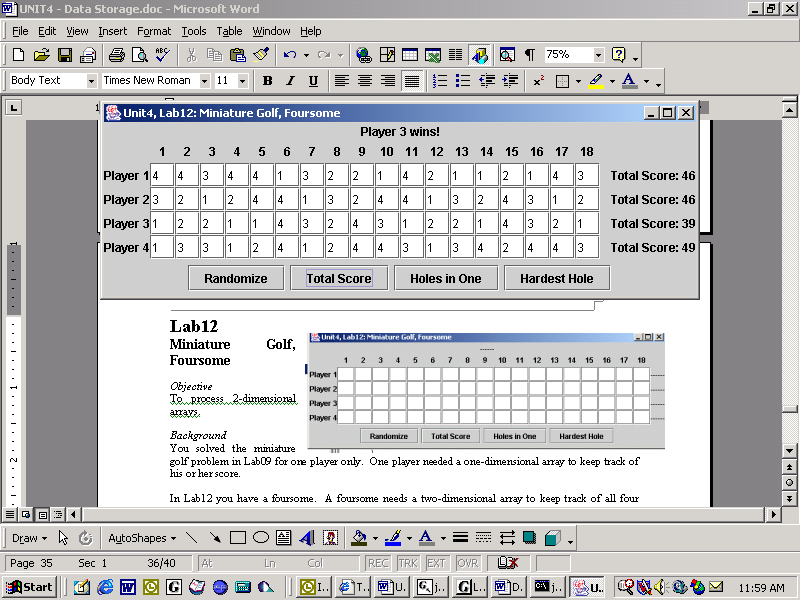 UNIT4 - Data Storage.doc - Microsoft Word
File Edit View Insert Format Tools Table Window Help
75%
Body Text Times New Roman 11 B I U
Unit4, Lab12: Miniature Golf, Foursome
Player 3 wins!
1 2 3 4 5 6 7 8 9 10 11 12 13 14 15 16 17 18
Player 1 4 4 3 4 4 1 3 2 2 1 4 2 1 1 2 1 4 3 Total Score: 46
Player 2 3 2 1 2 4 4 2 2 2 4 4 1 3 2 4 3 1 2 Total Score: 46
Player 3 1 2 2 1 1 4 3 2 4 3 1 2 2 1 4 3 2 1 Total Score: 39
Player 4 1 3 3 1 2 4 1 2 4 4 3 1 3 4 2 4 4 3 Total Score: 49
Randomize Total Score Holes in One Hardest Hole
Lab12
Miniature Golf,
Foursome
Unit4, Lab12: Miniature Golf, Foursome
1 2 3 4 5 6 7 8 9 10 11 12 13 14 15 16 17 18
Player 1
Player 2
Player 3
Player 4
Randomize Total Score Holes in One Hardest Hole
Objective
To process 2-dimensional
arrays.
Background
You solved the miniature
golf problem in Lab09 for one player only. One player needed a one-dimensional array to keep track of
his or her score.
In Lab12 you have a foursome. A foursome needs a two-dimensional array to keep track of all four
Draw AutoShapes
Page 35 Sec 1 36/40 At Ln Col REC TRK EXT OVR
Start I... T... U... j... L... D... j... U... 11:59 AM